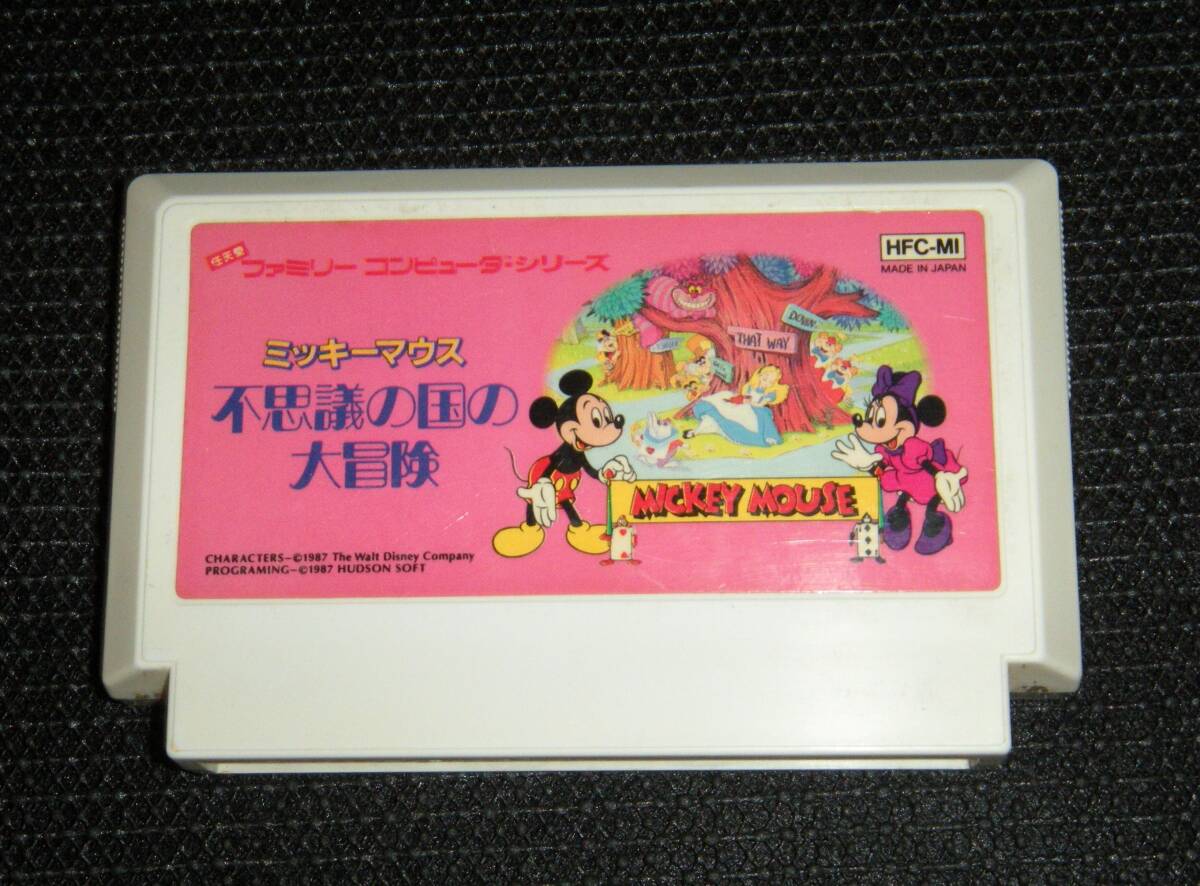 任天堂
ファミリー コンピュータ・シリーズ
HFC-MI
MADE IN JAPAN
ミッキーマウス
不思議の国の
大冒険
DOWN
THAT WAY
MICKEY MOUSE
CHARACTERS–©1987 The Walt Disney Company
PROGRAMING–©1987 HUDSON SOFT